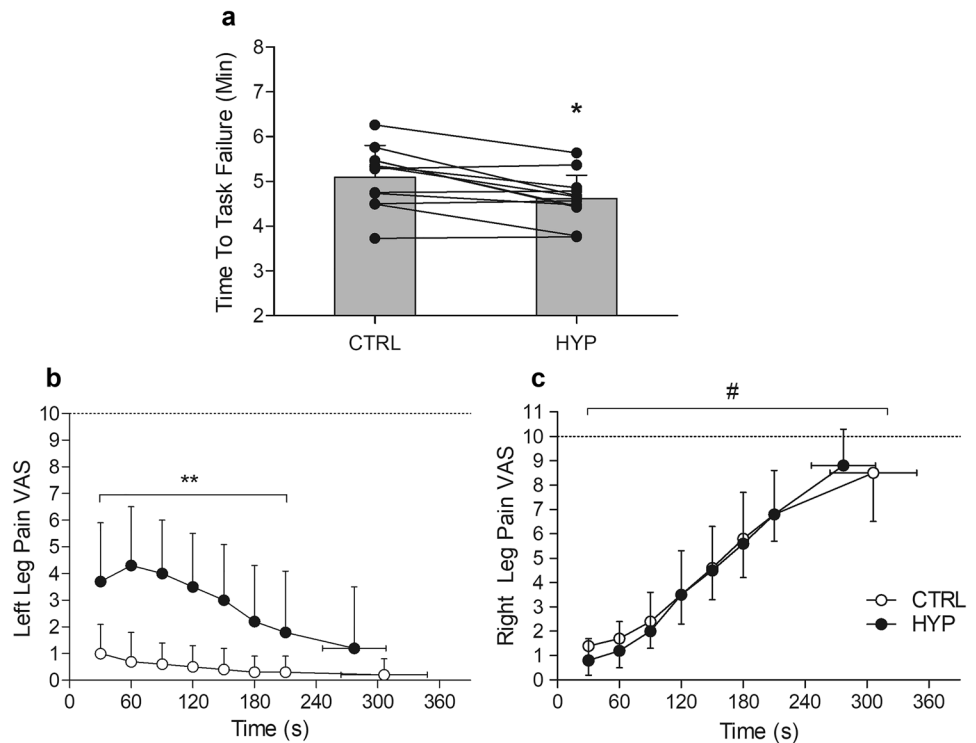 a
Time To Task Failure (Min)
8
7
6
5
4
3
2
*
CTRL
HYP
b
Left Leg Pain VAS
10
9
8
7
6
5
4
3
2
1
0
**
0 60 120 180 240 300 360
Time (s)
c
Right Leg Pain VAS
11
10
9
8
7
6
5
4
3
2
1
0
#
CTRL
HYP
0 60 120 180 240 300 360
Time (s)